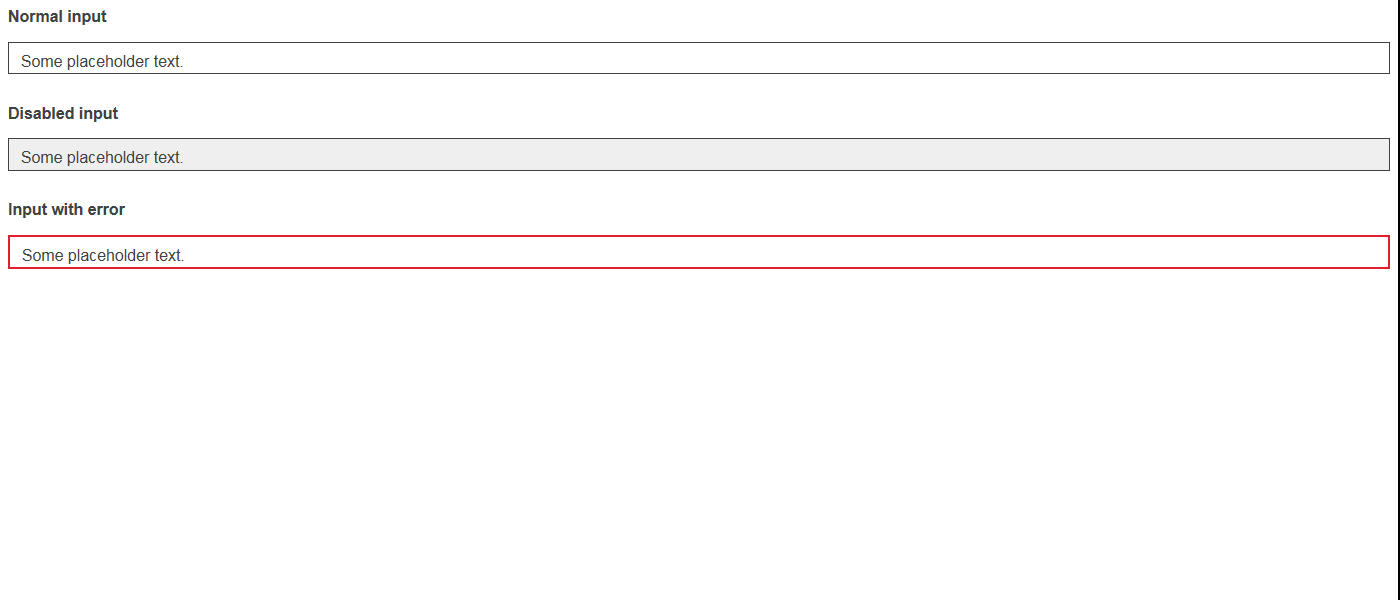 Normal input
Some placeholder text.
Disabled input
Some placeholder text.
Input with error
Some placeholder text.